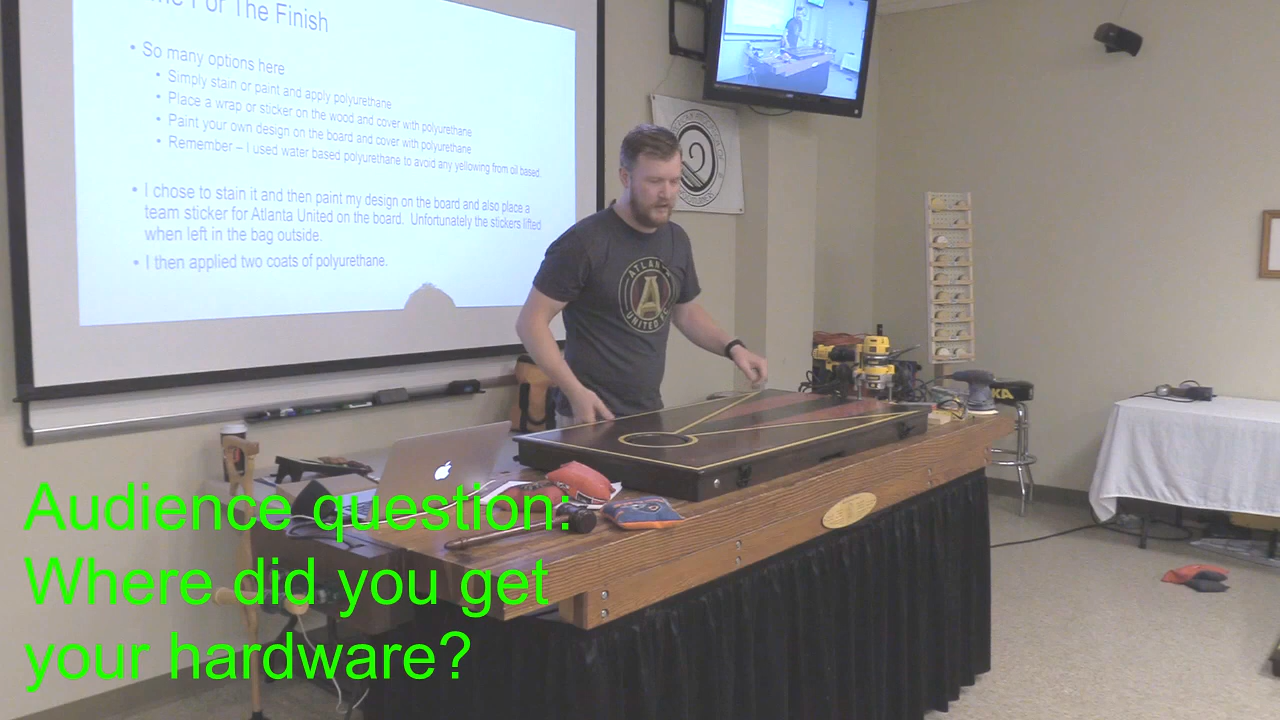 The Finish
• So many options here
• Simply stain or paint and apply polyurethane
• Place a wrap or sticker on the wood and cover with polyurethane
• Paint your own design on the board and cover with polyurethane
• Remember – I used water based polyurethane to avoid any yellowing from oil based.
• I chose to stain it and then paint my design on the board and also place a
team sticker for Atlanta United on the board. Unfortunately the stickers lifted
when left in the bag outside.
• I then applied two coats of polyurethane.
ATLANTA
A
UNITED FC
Audience question:
Where did you get
your hardware?